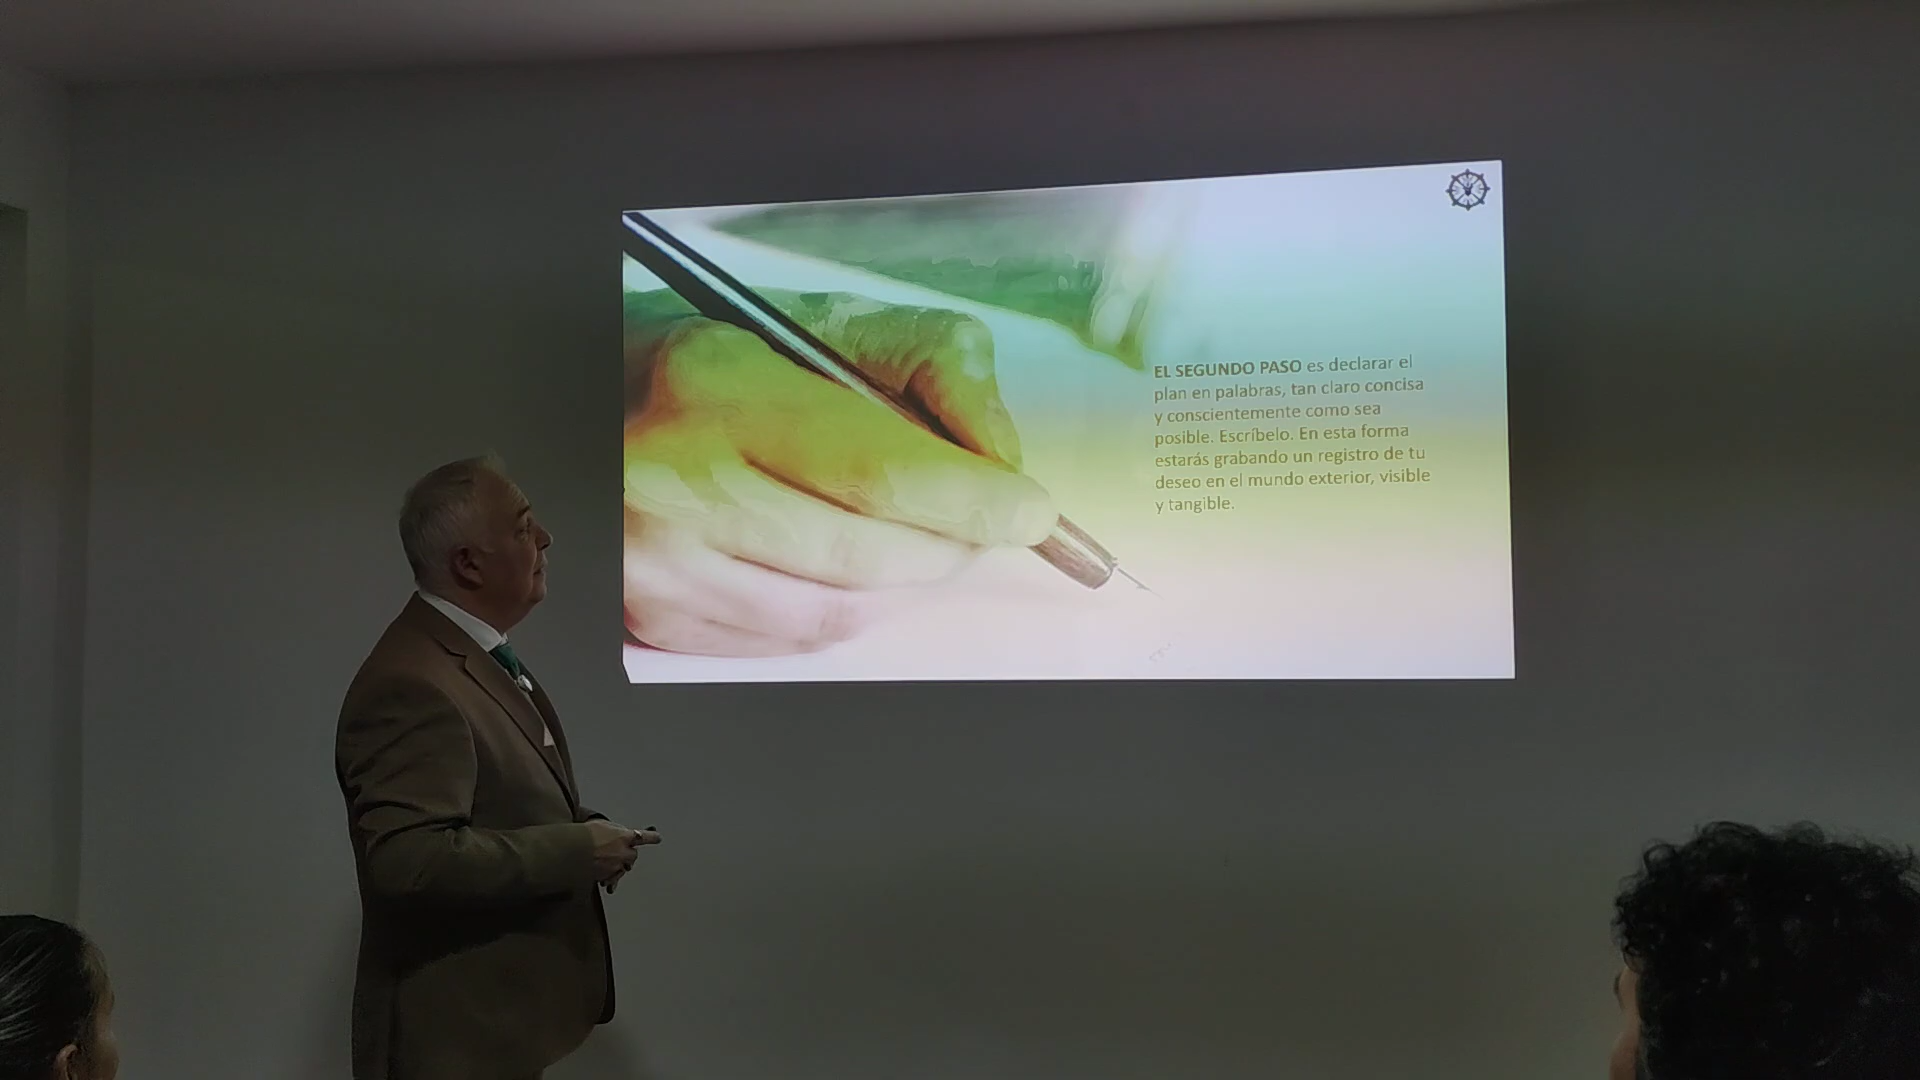 EL SEGUNDO PASO es declarar el
plan en palabras, tan claro concisa
y conscientemente como sea
posible. Escríbelo. En esta forma
estarás grabando un registro de tu
deseo en el mundo exterior, visible
y tangible.